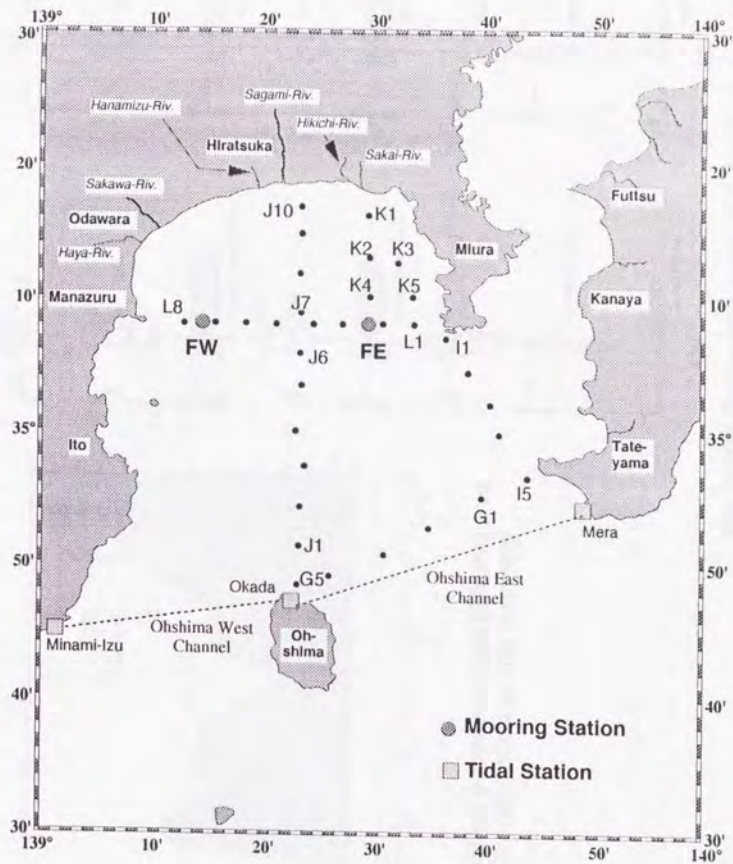 139° 10' 20' 30' 40' 50' 140°
30' 30'
Sagami-Riv.
Hanamizu-Riv.
Hikichi-Riv.
Hiratsuka
Sakai-Riv.
20' 20'
Sakawa-Riv.
Futtsu
Odawara
J10 K1
Haya-Riv.
K2 K3 Miura
Manazuru
10' L8 J7 K4 K5 Kanaya 10'
FW FE L1 I1
J6
35° Ito 35°
Tate-
yama
I5
G1
Mera
50' J1 50'
G5
Okada
Ohshima East
Channel
Ohshima West
Channel
Minami-Izu
Oh-
shima
40' 40'
Mooring Station
Tidal Station
30' 30'
139° 10' 20' 30' 40' 50' 140°